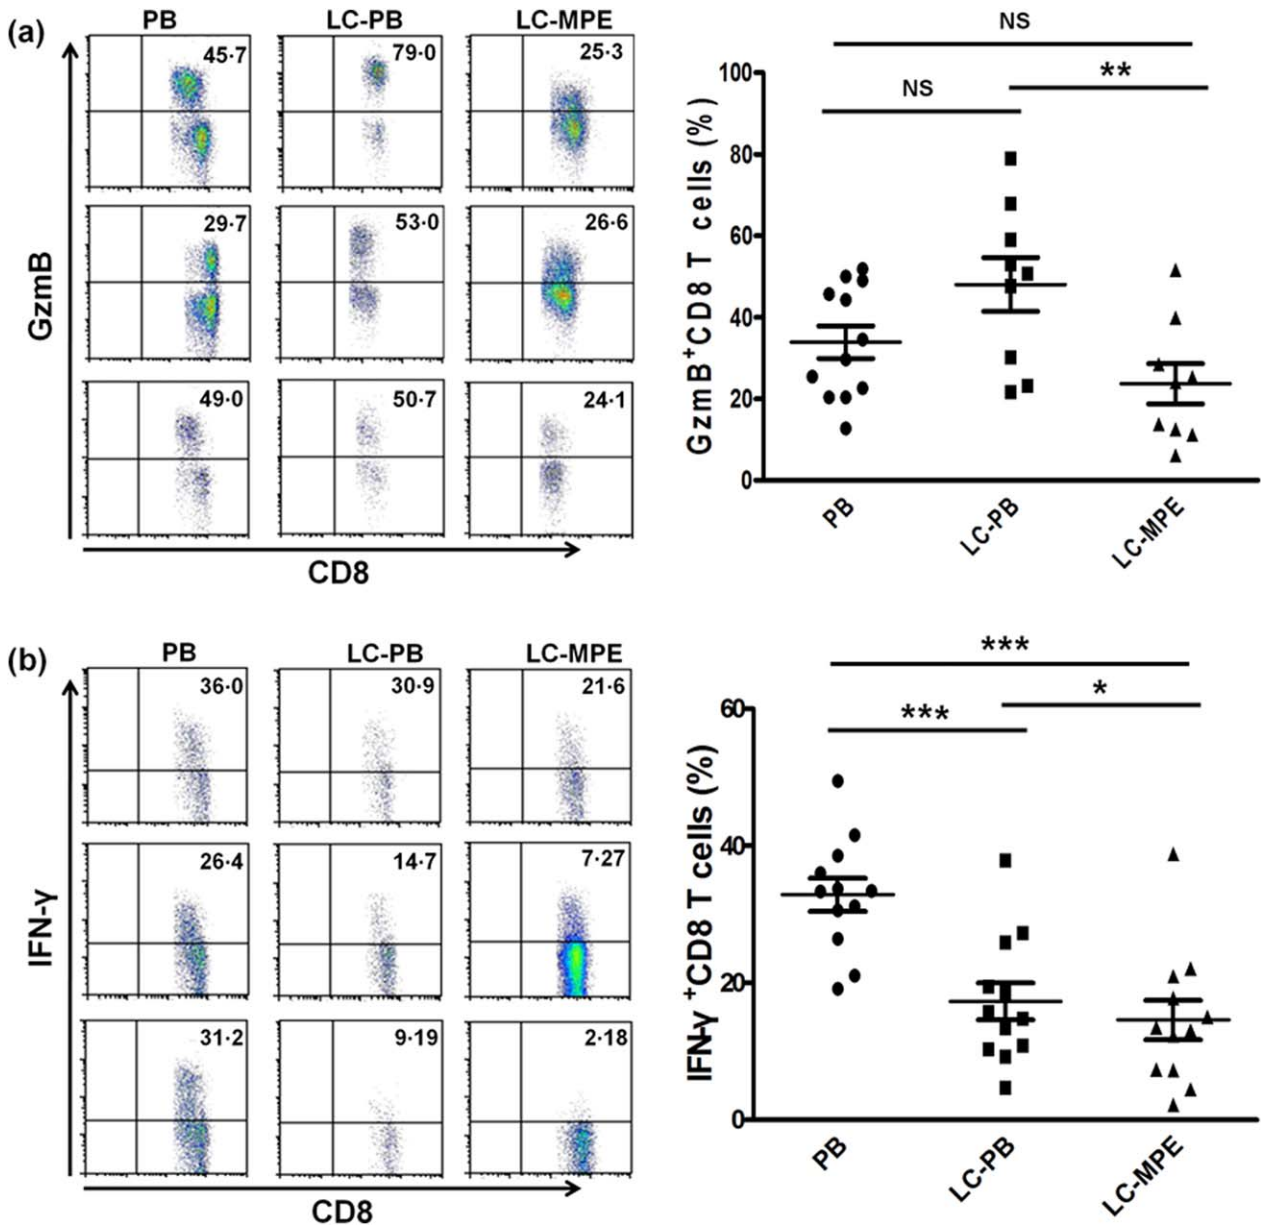 (a)
PB LC-PB LC-MPE
45·7 79·0 25·3
29·7 53·0 26·6
49·0 50·7 24·1
GzmB
CD8
NS
NS **
GzmB+CD8 T cells (%)
100
80
60
40
20
0
PB LC-PB LC-MPE
(b)
PB LC-PB LC-MPE
36·0 30·9 21·6
26·4 14·7 7·27
31·2 9·19 2·18
IFN-γ
CD8
***
*** *
IFN-γ +CD8 T cells (%)
60
40
20
0
PB LC-PB LC-MPE